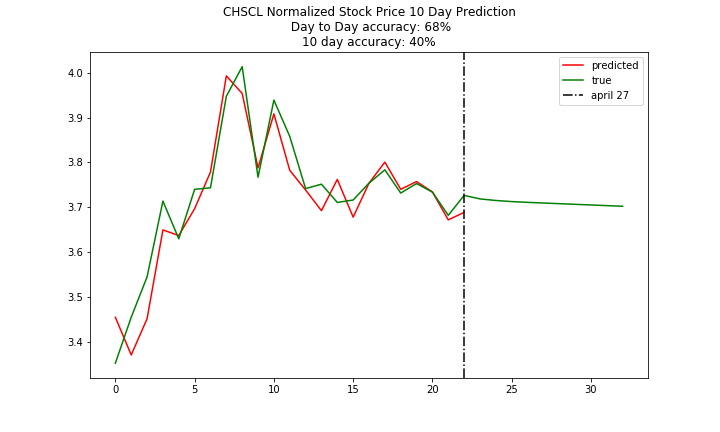 CHSCL Normalized Stock Price 10 Day Prediction
Day to Day accuracy: 68%
10 day accuracy: 40%
predicted
true
april 27
4.0
3.9
3.8
3.7
3.6
3.5
3.4
0 5 10 15 20 25 30